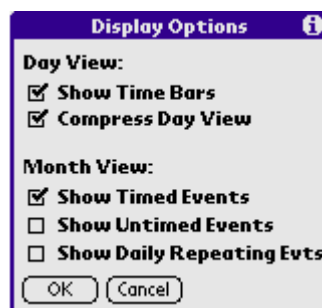 Display Options i
Day View:
Show Time Bars
Compress Day View
Month View:
Show Timed Events
Show Untimed Events
Show Daily Repeating Evts
OK Cancel